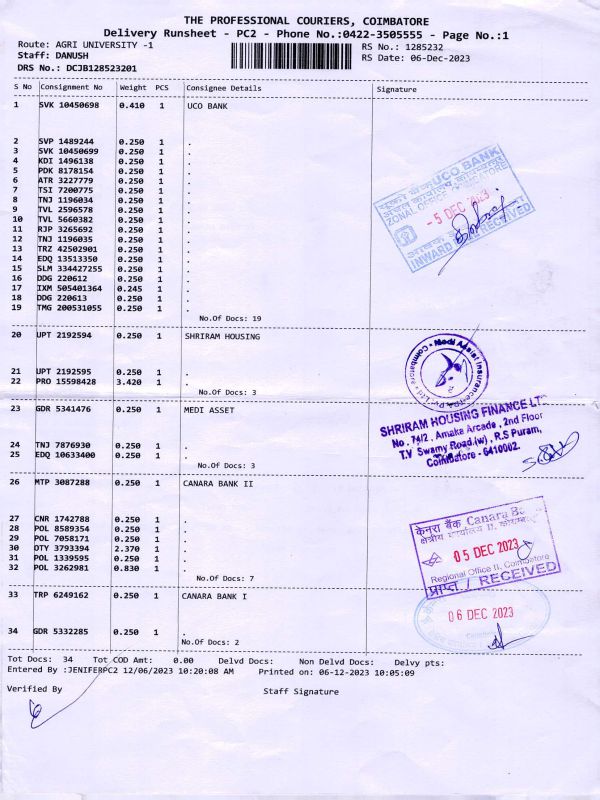 THE PROFESSIONAL COURIERS, COIMBATORE
Delivery Runsheet - PC2 - Phone No.:0422-3505555 - Page No.:1
Route: AGRI UNIVERSITY -1 RS No.: 1285232
Staff: DANUSH RS Date: 06-Dec-2023
DRS No.: DCJB128523201
S No Consignment No Weight PCS Consignee Details Signature
1 SVK 10450698 0.410 1 UCO BANK
2 SVP 1489244 0.250 1 .
3 SVK 10450699 0.250 1 .
4 KDI 1496138 0.250 1 .
5 PDK 8178154 0.250 1 .
6 ATR 3227779 0.250 1 .
7 TSI 7200775 0.250 1 .
8 TNJ 1196034 0.250 1 .
9 TVL 2596578 0.250 1 .
10 TVL 5660382 0.250 1 .
11 RJP 3265692 0.250 1 .
12 TNJ 1196035 0.250 1 .
13 TRZ 42502901 0.250 1 .
14 EDQ 13513350 0.250 1 .
15 SLM 334427255 0.250 1 .
16 DDG 220612 0.250 1 .
17 IXM 505401364 0.245 1 .
18 DDG 220613 0.250 1 .
19 TMG 200531055 0.250 1 .
No.Of Docs: 19
UCO BANK
ZONAL OFFICE
- 5 DEC 2023
INWARD RECEIVED
20 UPT 2192594 0.250 1 SHRIRAM HOUSING
21 UPT 2192595 0.250 1 .
22 PRO 15598428 3.420 1 .
No.Of Docs: 3
Medi Assist Insurance TPA Pvt. Ltd. Coimbatore
23 GDR 5341476 0.250 1 MEDI ASSET
24 TNJ 7876930 0.250 1 .
25 EDQ 10633400 0.250 1 .
No.Of Docs: 3
SHRIRAM HOUSING FINANCE LT
No. 74/2, Amaka Arcade, 2nd Floor
T.V Swamy Road.(w), R.S Puram,
Coimbatore - 6410002.
26 MTP 3087288 0.250 1 CANARA BANK II
27 CNR 1742788 0.250 1 .
28 POL 8589354 0.250 1 .
29 POL 7058171 0.250 1 .
30 DTY 3793394 2.370 1 .
31 POL 1339595 0.250 1 .
32 POL 3262981 0.830 1 .
No.Of Docs: 7
केनरा बैंक Canara B
क्षेत्रीय कार्यालय II,
05 DEC 2023
Regional Office II, Coimbatore
प्राप्त / RECEIVED
33 TRP 6249162 0.250 1 CANARA BANK I
34 GDR 5332285 0.250 1 .
No.Of Docs: 2
06 DEC 2023
Tot Docs: 34 Tot COD Amt: 0.00 Delvd Docs: Non Delvd Docs: Delvy pts:
Entered By :JENIFERPC2 12/06/2023 10:20:08 AM Printed on: 06-12-2023 10:05:09
Verified By Staff Signature